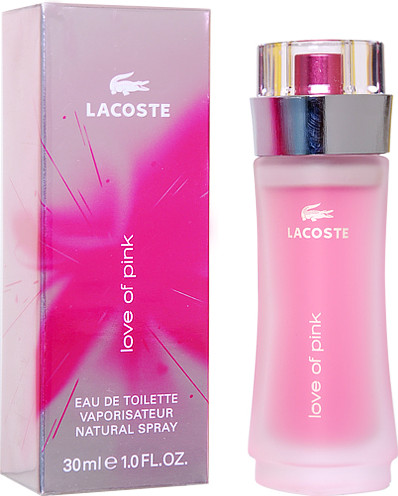 LACOSTE
love of pink
EAU DE TOILETTE
VAPORISATEUR
NATURAL SPRAY
30ml e 1.0 FL.OZ.
LACOSTE
love of pink